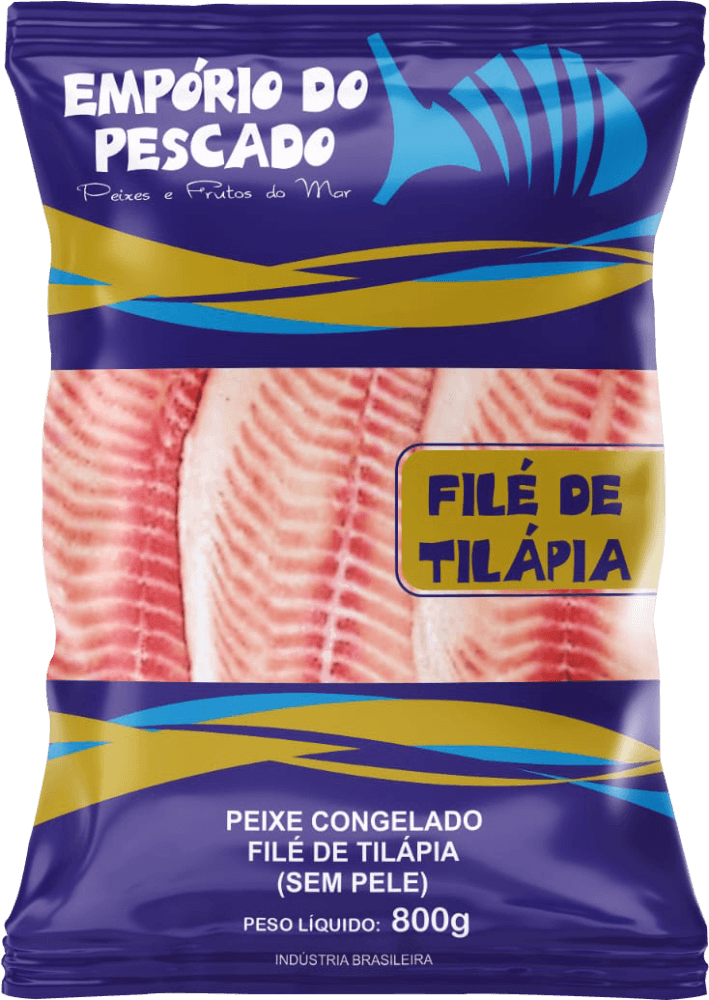 EMPÓRIO DO
PESCADO
Peixes e Frutos do Mar
FILÉ DE
TILÁPIA
PEIXE CONGELADO
FILÉ DE TILÁPIA
(SEM PELE)
PESO LÍQUIDO: 800g
INDÚSTRIA BRASILEIRA